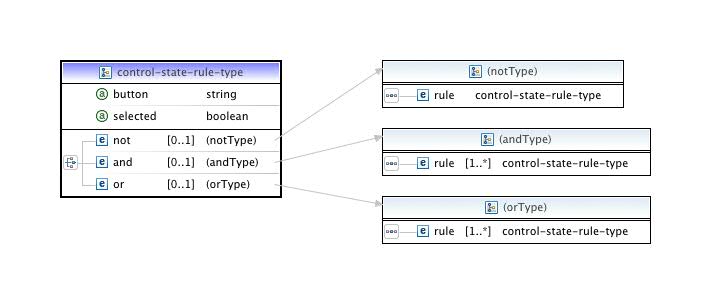 control-state-rule-type
a button string
a selected boolean
e not [0..1] (notType)
e and [0..1] (andType)
e or [0..1] (orType)
(notType)
e rule control-state-rule-type
(andType)
e rule [1..*] control-state-rule-type
(orType)
e rule [1..*] control-state-rule-type